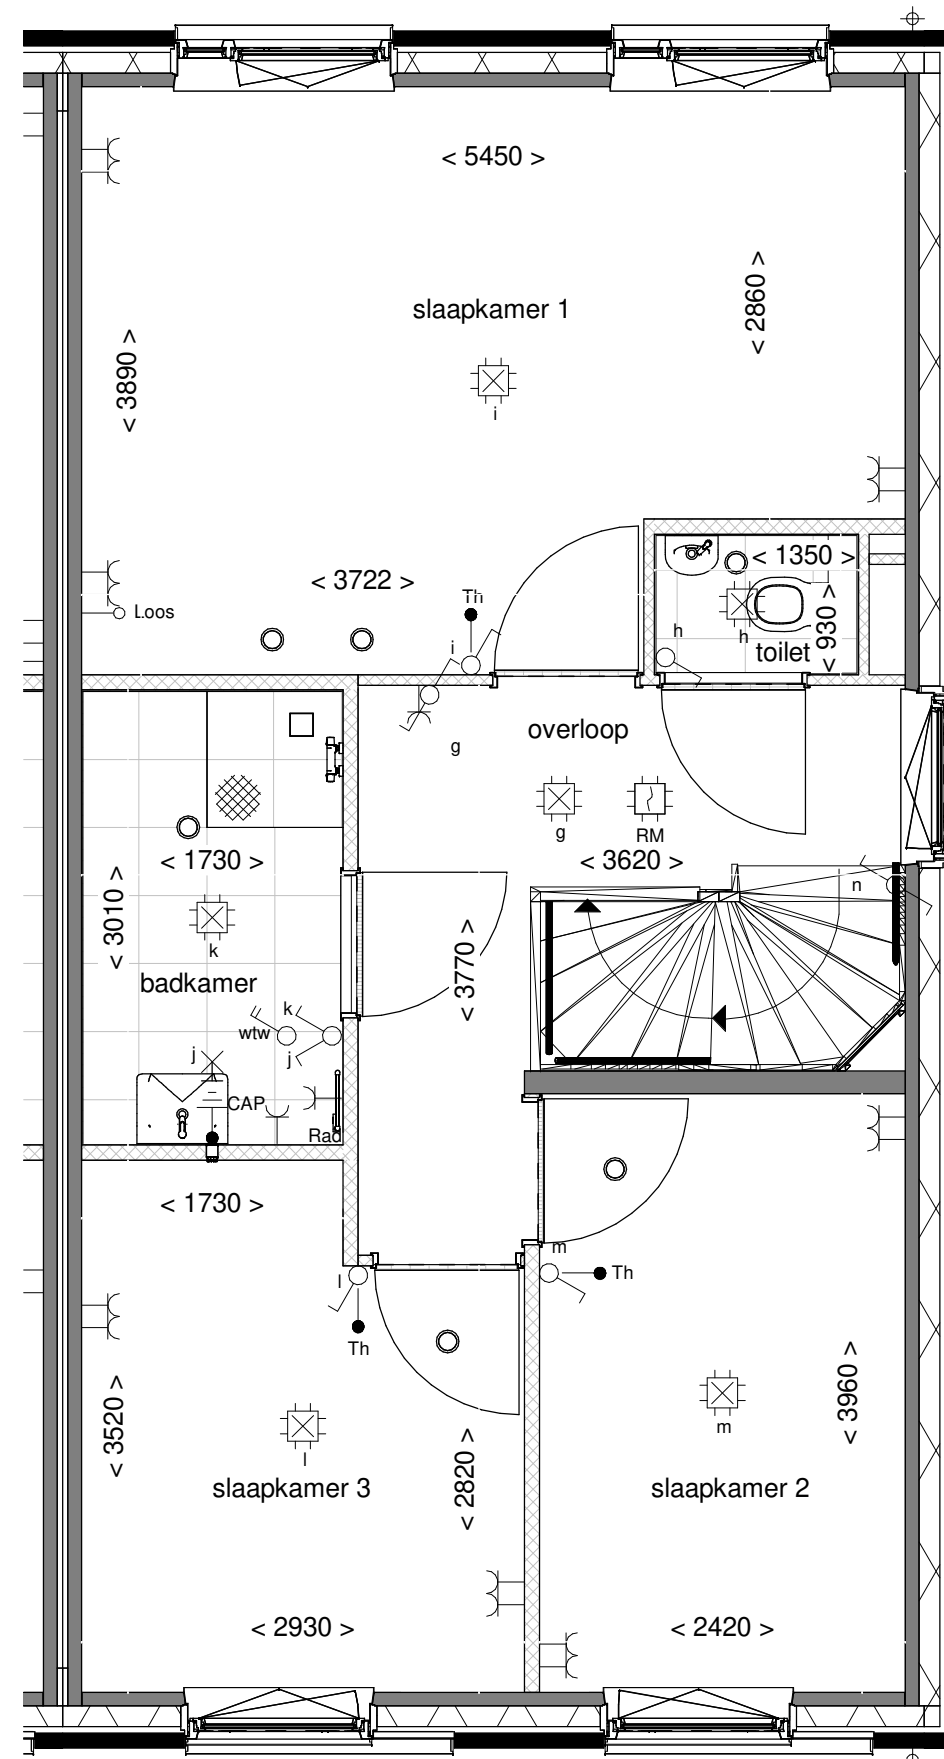 < 5450 >
< 2860 >
slaapkamer 1
< 3890 >
i
< 1350 >
< 3722 >
Th
Loos
h
h
< 930 >
i
toilet
overloop
g
g
RM
< 1730 >
< 3620 >
n
< 3010 >
k
< 3770 >
badkamer
k
wtw
j
j
CAP
Rad
< 1730 >
m
l
Th
Th
< 3520 >
< 3960 >
m
l
< 2820 >
slaapkamer 3
slaapkamer 2
< 2930 >
< 2420 >